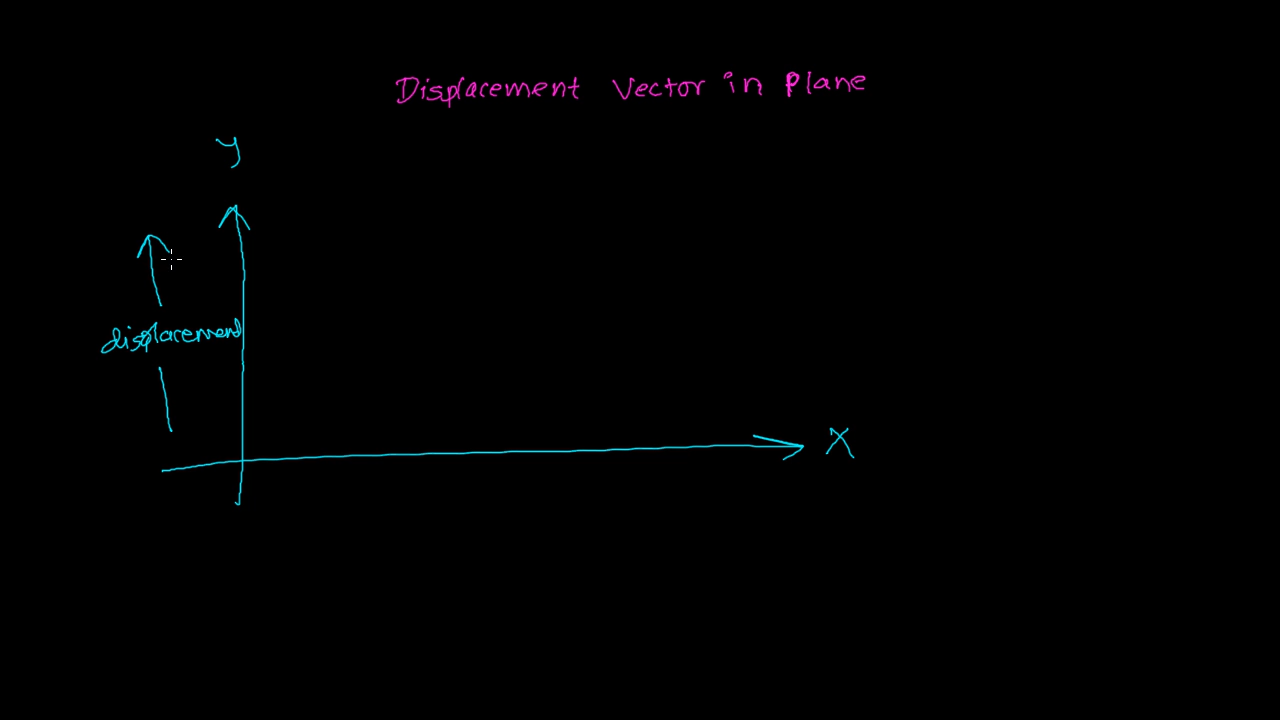 Displacement Vector in Plane
y
displacement
X